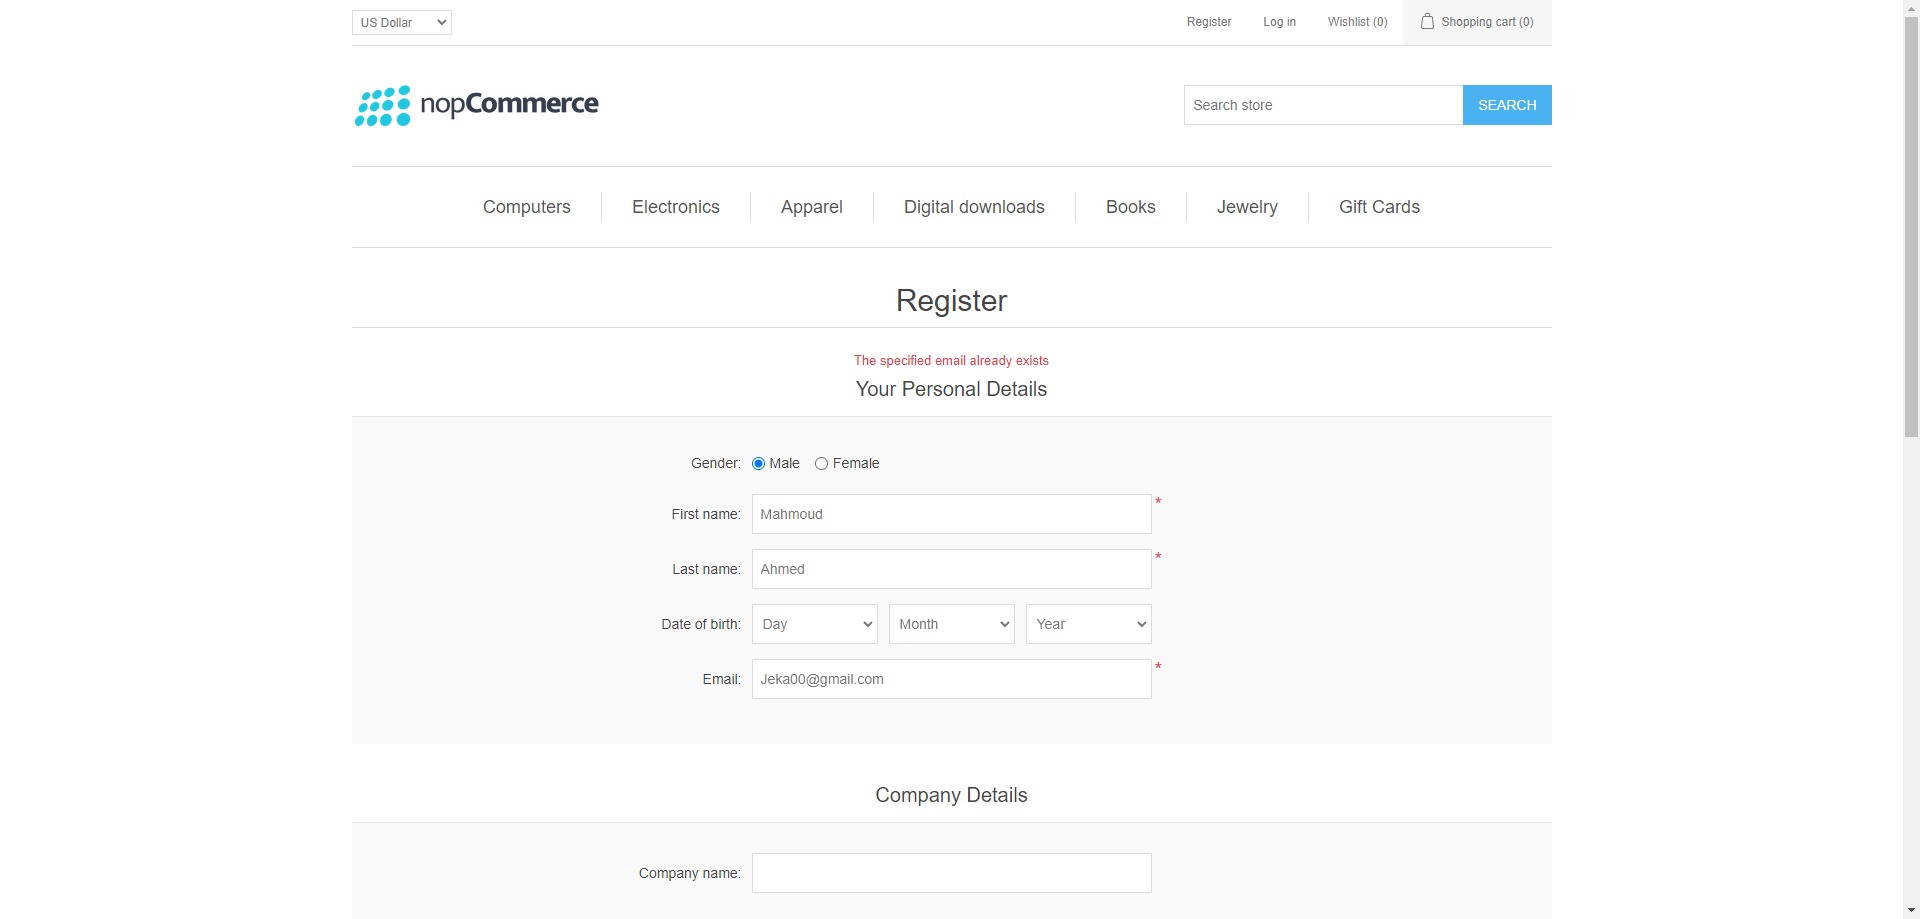 US Dollar
Register Log in Wishlist (0) Shopping cart (0)
nopCommerce
Search store SEARCH
Computers Electronics Apparel Digital downloads Books Jewelry Gift Cards
Register
The specified email already exists
Your Personal Details
Gender: Male Female
First name: Mahmoud *
Last name: Ahmed *
Date of birth: Day Month Year
Email: Jeka00@gmail.com *
Company Details
Company name: